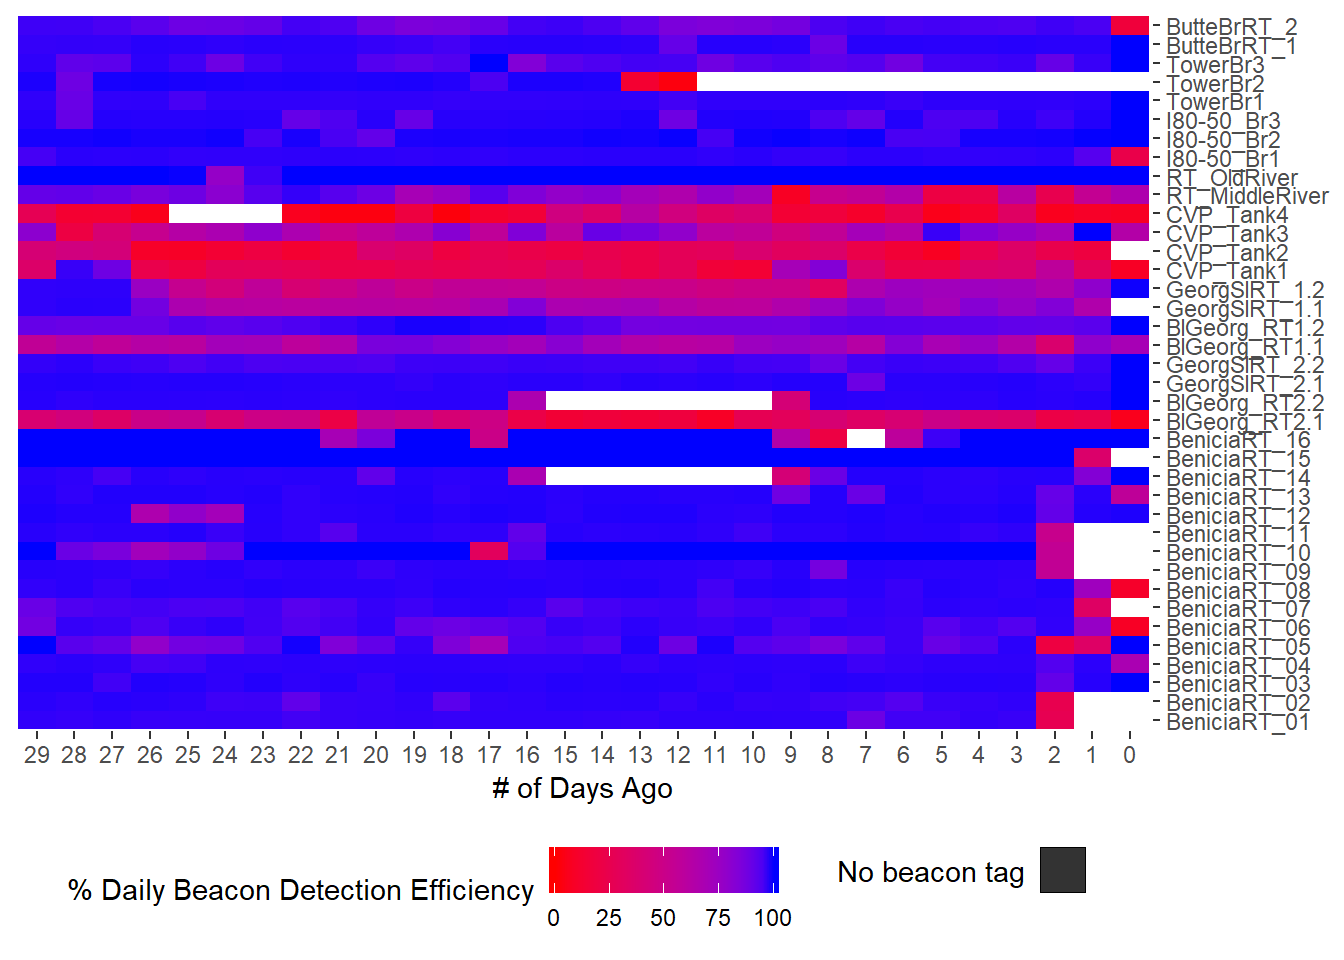 ButteBrRT_2
ButteBrRT_1
TowerBr3
TowerBr2
TowerBr1
I80-50_Br3
I80-50_Br2
I80-50_Br1
RT_OldRiver
RT_MiddleRiver
CVP_Tank4
CVP_Tank3
CVP_Tank2
CVP_Tank1
GeorgSlRT_1.2
GeorgSlRT_1.1
BlGeorg_RT1.2
BlGeorg_RT1.1
GeorgSlRT_2.2
GeorgSlRT_2.1
BlGeorg_RT2.2
BlGeorg_RT2.1
BeniciaRT_16
BeniciaRT_15
BeniciaRT_14
BeniciaRT_13
BeniciaRT_12
BeniciaRT_11
BeniciaRT_10
BeniciaRT_09
BeniciaRT_08
BeniciaRT_07
BeniciaRT_06
BeniciaRT_05
BeniciaRT_04
BeniciaRT_03
BeniciaRT_02
BeniciaRT_01
29 28 27 26 25 24 23 22 21 20 19 18 17 16 15 14 13 12 11 10 9 8 7 6 5 4 3 2 1 0
# of Days Ago
% Daily Beacon Detection Efficiency
0 25 50 75 100
No beacon tag